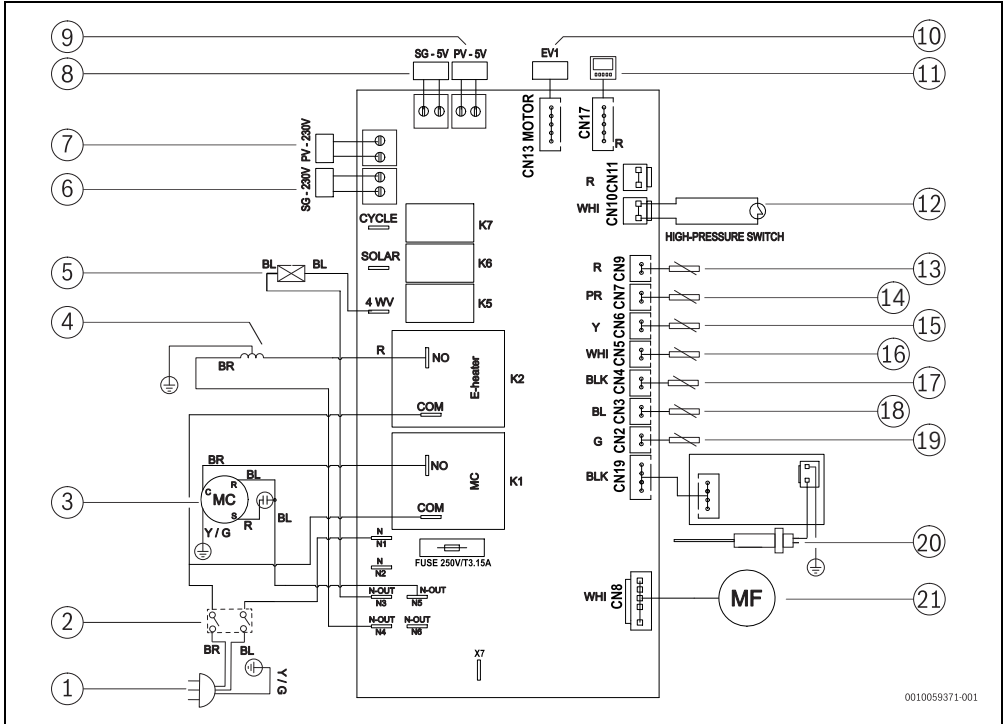 9
SG - 5V
PV - 5V
EV1
10
8
11
CN13 MOTOR
CN17
R
7
PV - 230V
6
SG - 230V
R
CN11
WHI
CN10
12
HIGH-PRESSURE SWITCH
CYCLE
K7
SOLAR
K6
4 WV
K5
5
BL
BL
R
CN9
13
PR
CN7
14
Y
CN6
15
WHI
CN5
16
BLK
CN4
17
BL
CN3
18
G
CN2
19
BLK
CN19
4
BR
R
NO
E-heater
K2
COM
BR
NO
MC
K1
COM
3
C
R
S
MC
BL
R
BL
Y / G
20
N
N1
FUSE 250V/T3.15A
N
N2
N-OUT
N3
N-OUT
N5
N-OUT
N4
N-OUT
N6
WHI
CN8
MF
21
2
BR
BL
Y / G
X7
1
0010059371-001